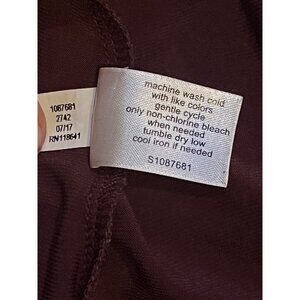 1087681
2742
07/17
RN118641
machine wash cold
with like colors
gentle cycle
only non-chlorine bleach
when needed
tumble dry low
cool iron if needed
S1087681